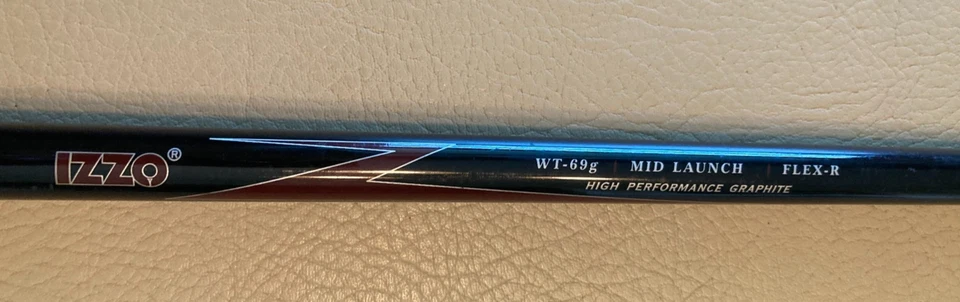 IZZO®
WT-69g MID LAUNCH FLEX-R
HIGH PERFORMANCE GRAPHITE